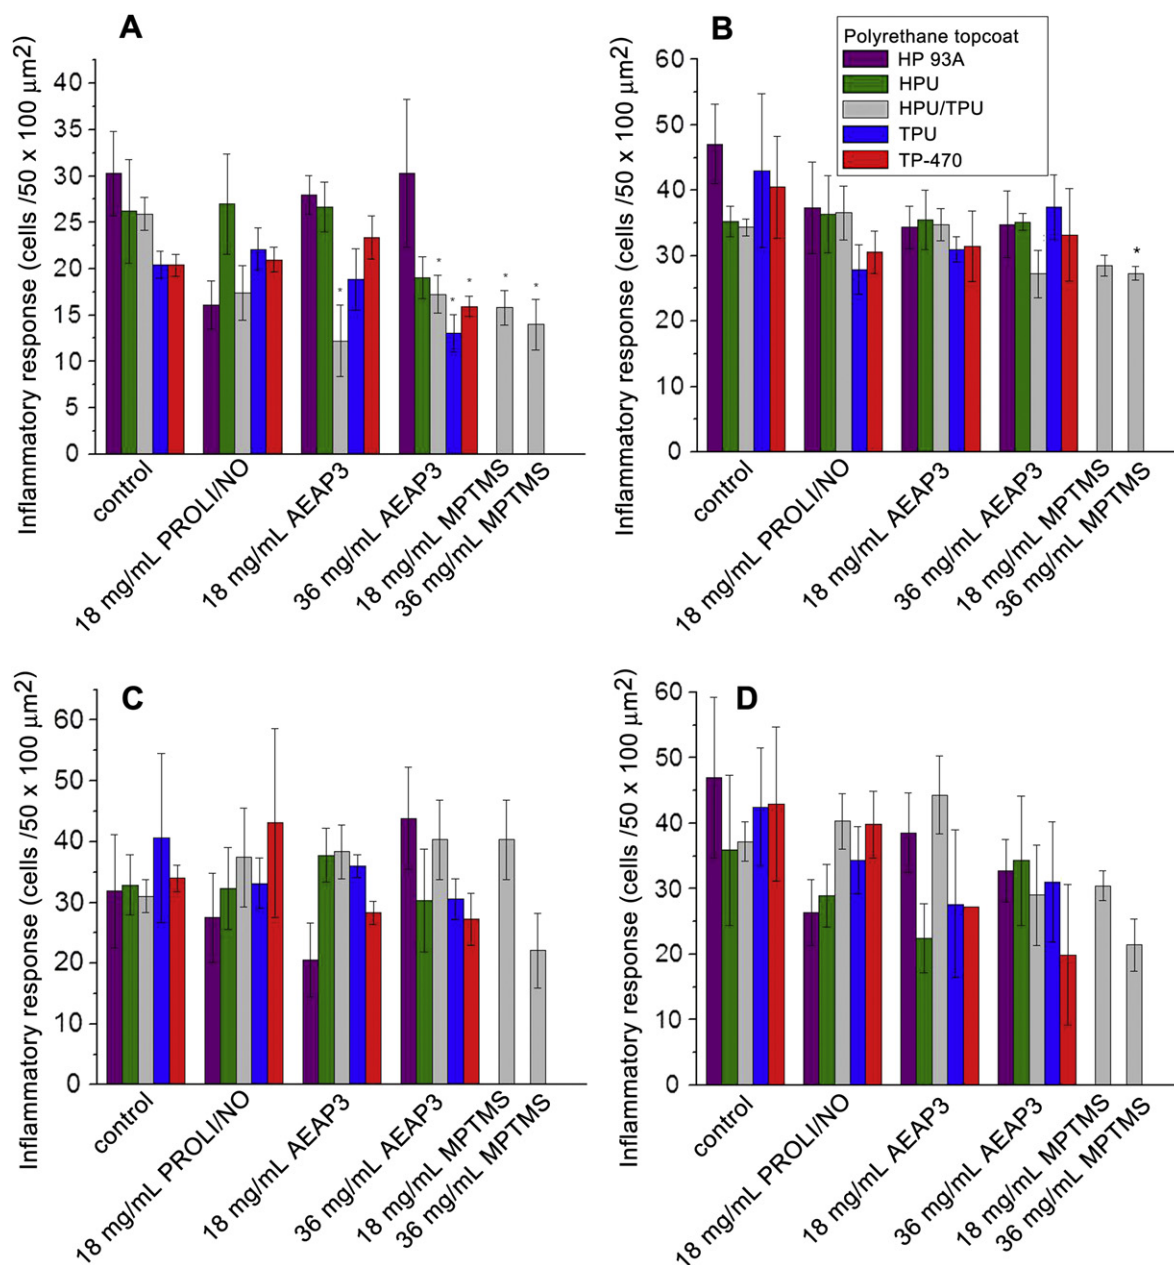 A
Inflammatory response (cells /50 x 100 µm2)
40
35
30
25
20
15
10
5
0
* * * * * * *
control
18 mg/mL PROLI/NO
18 mg/mL AEAP3
36 mg/mL AEAP3
18 mg/mL MPTMS
36 mg/mL MPTMS
B
Polyrethane topcoat
HP 93A
HPU
HPU/TPU
TPU
TP-470
Inflammatory response (cells /50 x 100 µm2)
60
50
40
30
20
10
0
*
control
18 mg/mL PROLI/NO
18 mg/mL AEAP3
36 mg/mL AEAP3
18 mg/mL MPTMS
36 mg/mL MPTMS
C
Inflammatory response (cells /50 x 100 µm2)
60
50
40
30
20
10
0
control
18 mg/mL PROLI/NO
18 mg/mL AEAP3
36 mg/mL AEAP3
18 mg/mL MPTMS
36 mg/mL MPTMS
D
Inflammatory response (cells /50 x 100 µm2)
60
50
40
30
20
10
0
control
18 mg/mL PROLI/NO
18 mg/mL AEAP3
36 mg/mL AEAP3
18 mg/mL MPTMS
36 mg/mL MPTMS